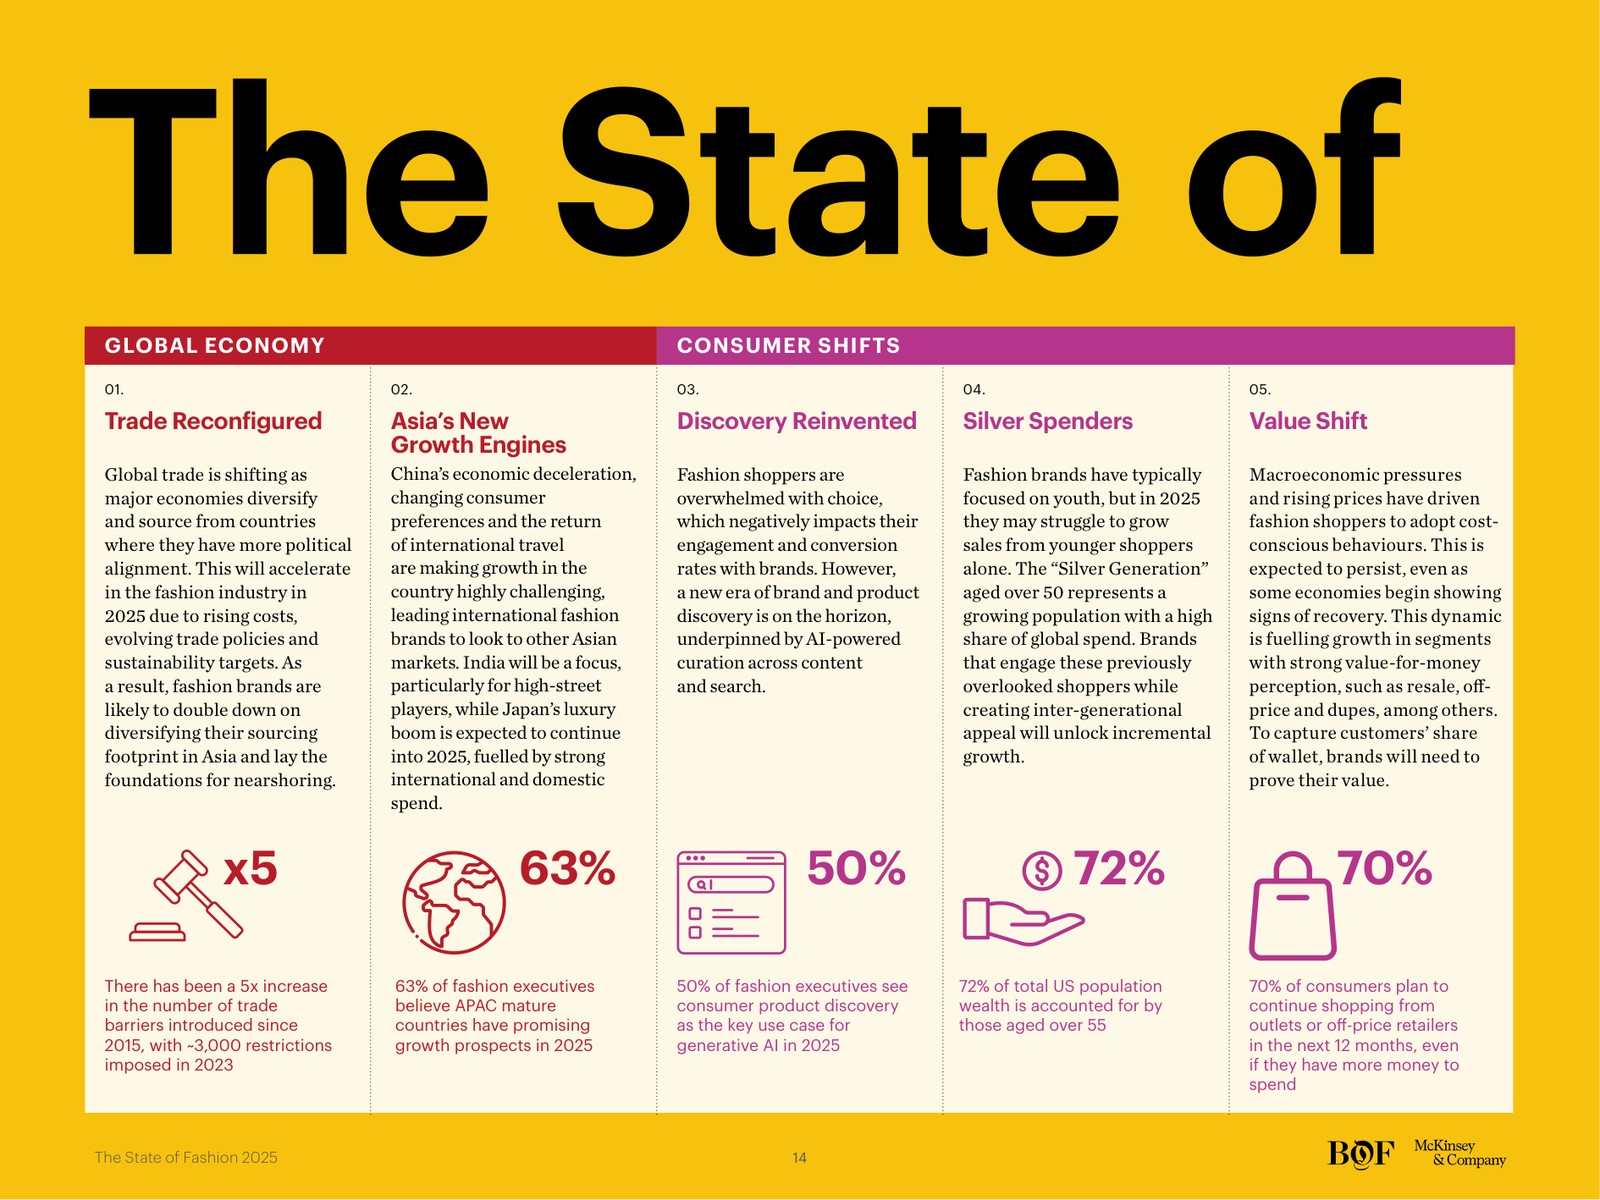 The State of
GLOBAL ECONOMY
CONSUMER SHIFTS
01.
Trade Reconfigured
Global trade is shifting as
major economies diversify
and source from countries
where they have more political
alignment. This will accelerate
in the fashion industry in
2025 due to rising costs,
evolving trade policies and
sustainability targets. As
a result, fashion brands are
likely to double down on
diversifying their sourcing
footprint in Asia and lay the
foundations for nearshoring.
x5
There has been a 5x increase
in the number of trade
barriers introduced since
2015, with ~3,000 restrictions
imposed in 2023
02.
Asia’s New
Growth Engines
China’s economic deceleration,
changing consumer
preferences and the return
of international travel
are making growth in the
country highly challenging,
leading international fashion
brands to look to other Asian
markets. India will be a focus,
particularly for high-street
players, while Japan’s luxury
boom is expected to continue
into 2025, fuelled by strong
international and domestic
spend.
63%
63% of fashion executives
believe APAC mature
countries have promising
growth prospects in 2025
03.
Discovery Reinvented
Fashion shoppers are
overwhelmed with choice,
which negatively impacts their
engagement and conversion
rates with brands. However,
a new era of brand and product
discovery is on the horizon,
underpinned by AI-powered
curation across content
and search.
50%
50% of fashion executives see
consumer product discovery
as the key use case for
generative AI in 2025
04.
Silver Spenders
Fashion brands have typically
focused on youth, but in 2025
they may struggle to grow
sales from younger shoppers
alone. The “Silver Generation”
aged over 50 represents a
growing population with a high
share of global spend. Brands
that engage these previously
overlooked shoppers while
creating inter-generational
appeal will unlock incremental
growth.
$
72%
72% of total US population
wealth is accounted for by
those aged over 55
05.
Value Shift
Macroeconomic pressures
and rising prices have driven
fashion shoppers to adopt cost-
conscious behaviours. This is
expected to persist, even as
some economies begin showing
signs of recovery. This dynamic
is fuelling growth in segments
with strong value-for-money
perception, such as resale, off-
price and dupes, among others.
To capture customers’ share
of wallet, brands will need to
prove their value.
70%
70% of consumers plan to
continue shopping from
outlets or off-price retailers
in the next 12 months, even
if they have more money to
spend
The State of Fashion 2025
14
BOF
McKinsey
& Company